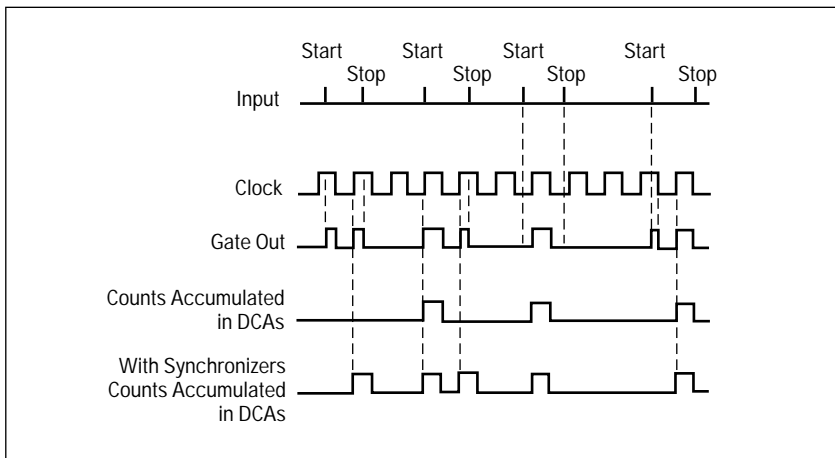 Start Start Start Start
Stop Stop Stop Stop
Input
Clock
Gate Out
Counts Accumulated
in DCAs
With Synchronizers
Counts Accumulated
in DCAs